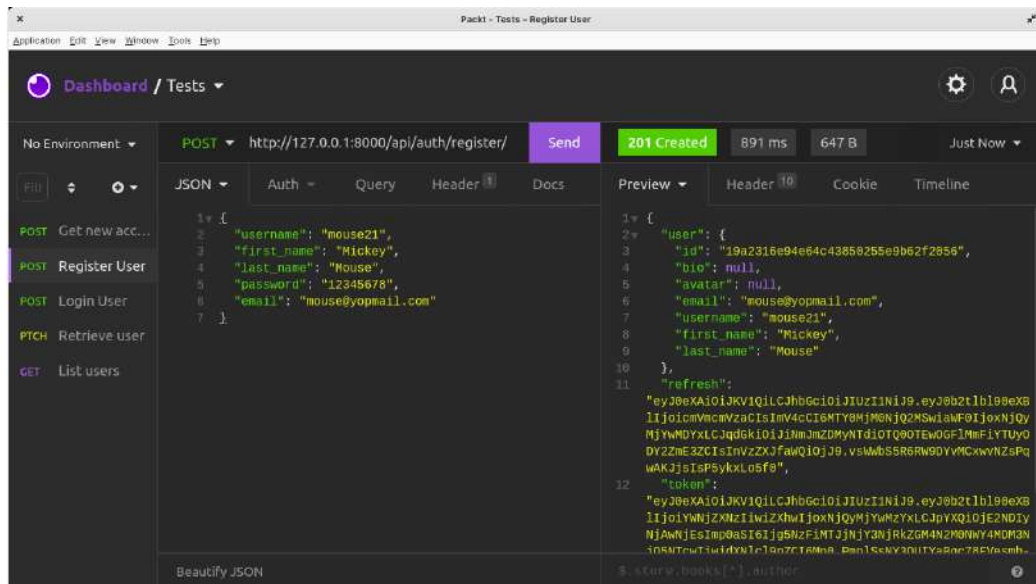 Packt - Tests – Register User
Application Edit View Window Tools Help
Dashboard / Tests
No Environment
POST http://127.0.0.1:8000/api/auth/register/ Send
201 Created 891 ms 647 B Just Now
Fil
JSON Auth Query Header 1 Docs
Preview Header 10 Cookie Timeline
POST Get new acc...
POST Register User
POST Login User
PTCH Retrieve user
GET List users
1 {
2 "username": "mouse21",
3 "first_name": "Mickey",
4 "last_name": "Mouse",
5 "password": "12345678",
6 "email": "mouse@yopmail.com"
7 }
1 {
2 "user": {
3 "id": "19a2316e94e64c43850255e9b62f2056",
4 "bio": null,
5 "avatar": null,
6 "email": "mouse@yopmail.com",
7 "username": "mouse21",
8 "first_name": "Mickey",
9 "last_name": "Mouse"
10 },
11 "refresh":
12 "token":
Beautify JSON
$.store.books[*].author